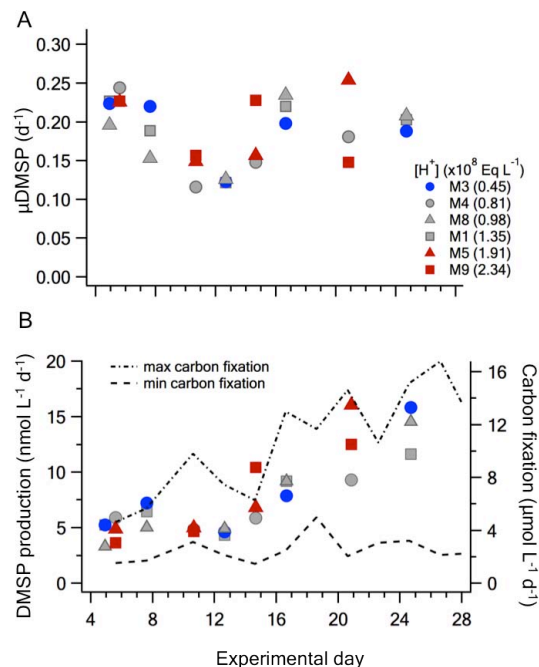 A
0.30
0.25
0.20
0.15
0.10
0.05
0.00
µDMSP (d⁻¹)
[H⁺] (x10⁸ Eq L⁻¹)
M3 (0.45)
M4 (0.81)
M8 (0.98)
M1 (1.35)
M5 (1.91)
M9 (2.34)
B
20
15
10
5
0
DMSP production (nmol L⁻¹ d⁻¹)
max carbon fixation
min carbon fixation
16
12
8
4
0
Carbon fixation (µmol L⁻¹ d⁻¹)
4 8 12 16 20 24 28
Experimental day